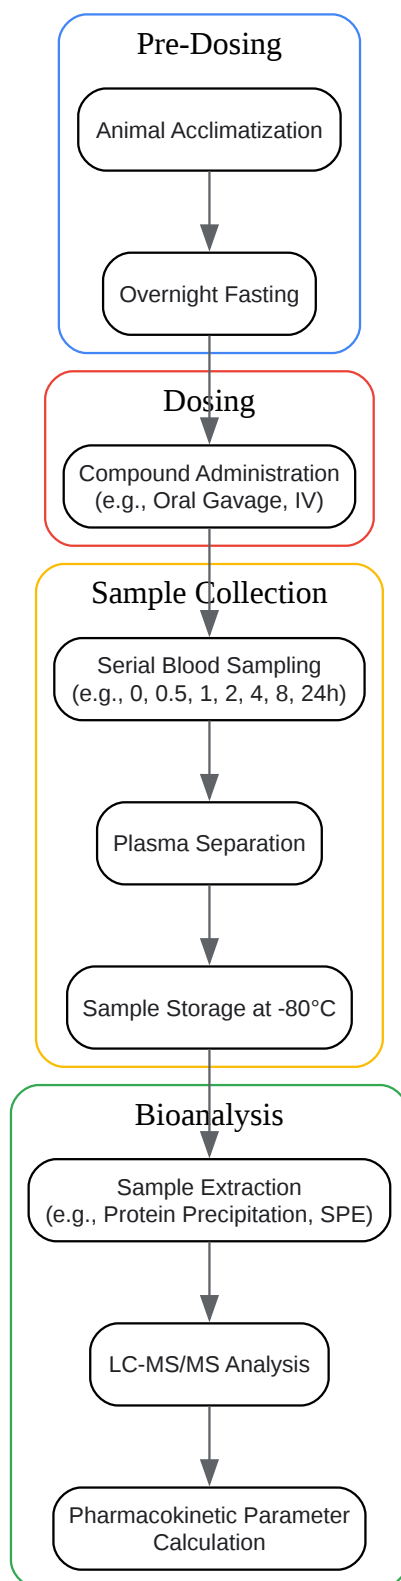 Pre-Dosing
Animal Acclimatization
Overnight Fasting
Dosing
Compound Administration
(e.g., Oral Gavage, IV)
Sample Collection
Serial Blood Sampling
(e.g., 0, 0.5, 1, 2, 4, 8, 24h)
Plasma Separation
Sample Storage at -80°C
Bioanalysis
Sample Extraction
(e.g., Protein Precipitation, SPE)
LC-MS/MS Analysis
Pharmacokinetic Parameter
Calculation